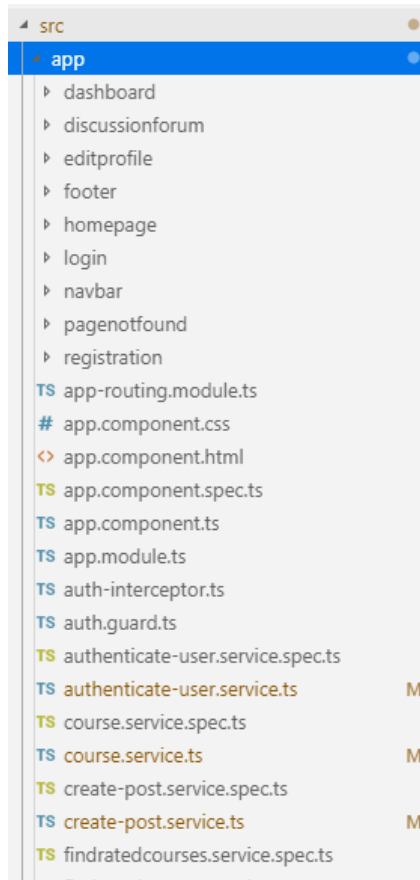 src
app
dashboard
discussionforum
editprofile
footer
homepage
login
navbar
pagenotfound
registration
TS app-routing.module.ts
# app.component.css
<> app.component.html
TS app.component.spec.ts
TS app.component.ts
TS app.module.ts
TS auth-interceptor.ts
TS auth.guard.ts
TS authenticate-user.service.spec.ts
TS authenticate-user.service.ts M
TS course.service.spec.ts
TS course.service.ts M
TS create-post.service.spec.ts
TS create-post.service.ts M
TS findratedcourses.service.spec.ts